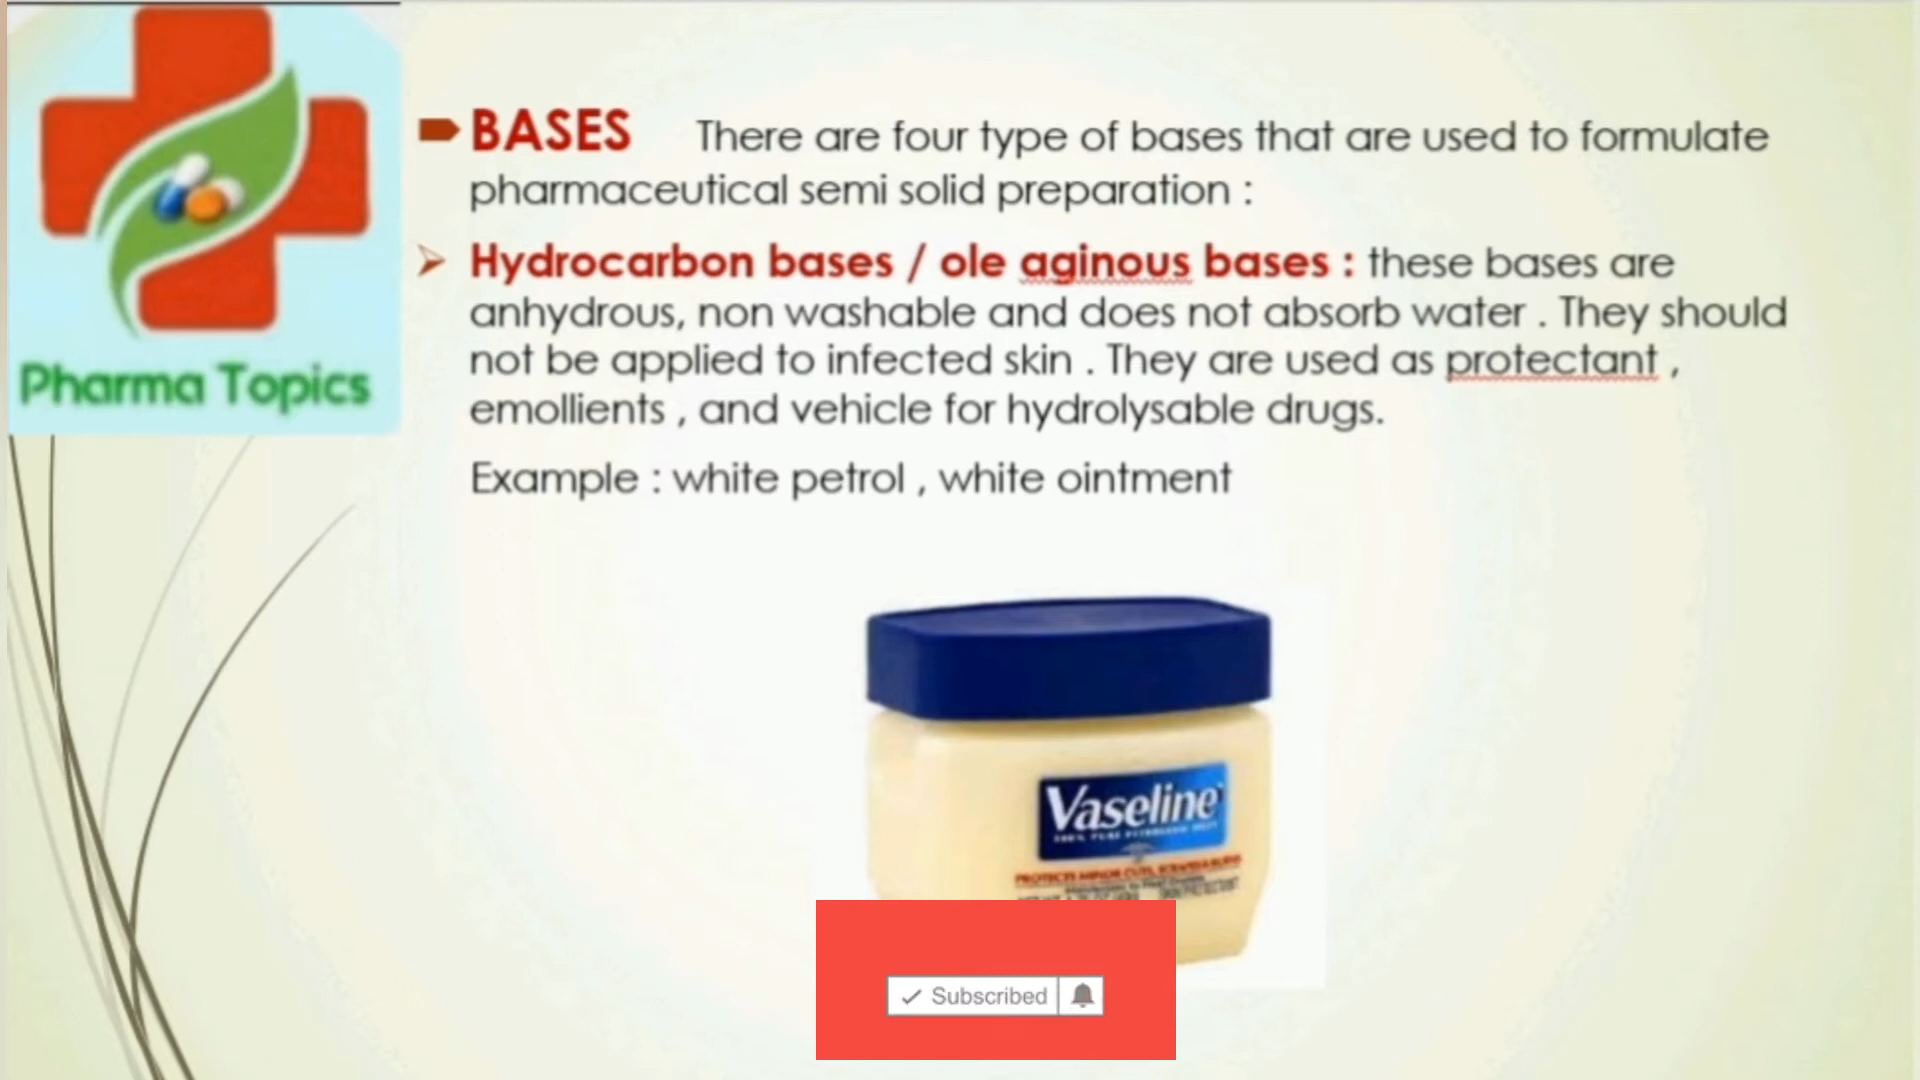 BASES There are four type of bases that are used to formulate
pharmaceutical semi solid preparation :
Hydrocarbon bases / ole aginous bases : these bases are
anhydrous, non washable and does not absorb water . They should
not be applied to infected skin . They are used as protectant ,
emollients , and vehicle for hydrolysable drugs.
Example : white petrol , white ointment
Pharma Topics
Vaseline
PROTECTS MINOR CUTS,
Subscribed